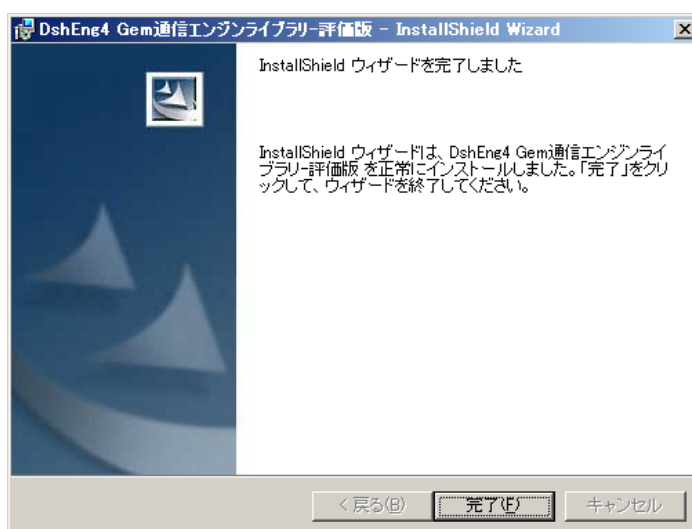 DshEng4 Gem通信エンジンライブラリｰ評価版 - InstallShield Wizard
InstallShield ウィザードを完了しました
InstallShield ウィザードは、DshEng4 Gem通信エンジンライ
ブラリｰ評価版 を正常にインストールしました。「完了」をクリ
ックして、ウィザードを終了してください。
< 戻る(B)
完了(F)
キャンセル